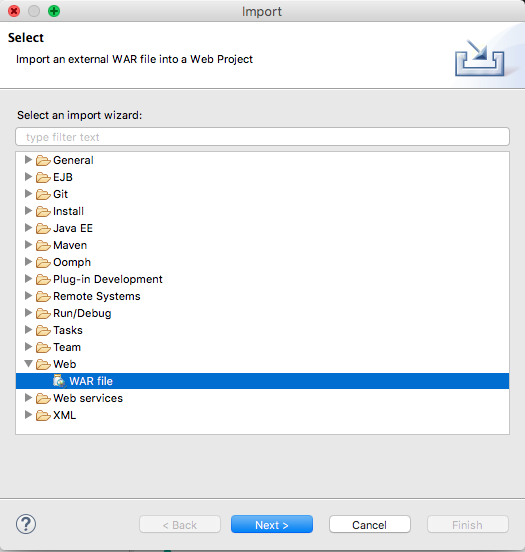 Import
Select
Import an external WAR file into a Web Project
Select an import wizard:
type filter text
General
EJB
Git
Install
Java EE
Maven
Oomph
Plug-in Development
Remote Systems
Run/Debug
Tasks
Team
Web
WAR file
Web services
XML
? < Back Next > Cancel Finish